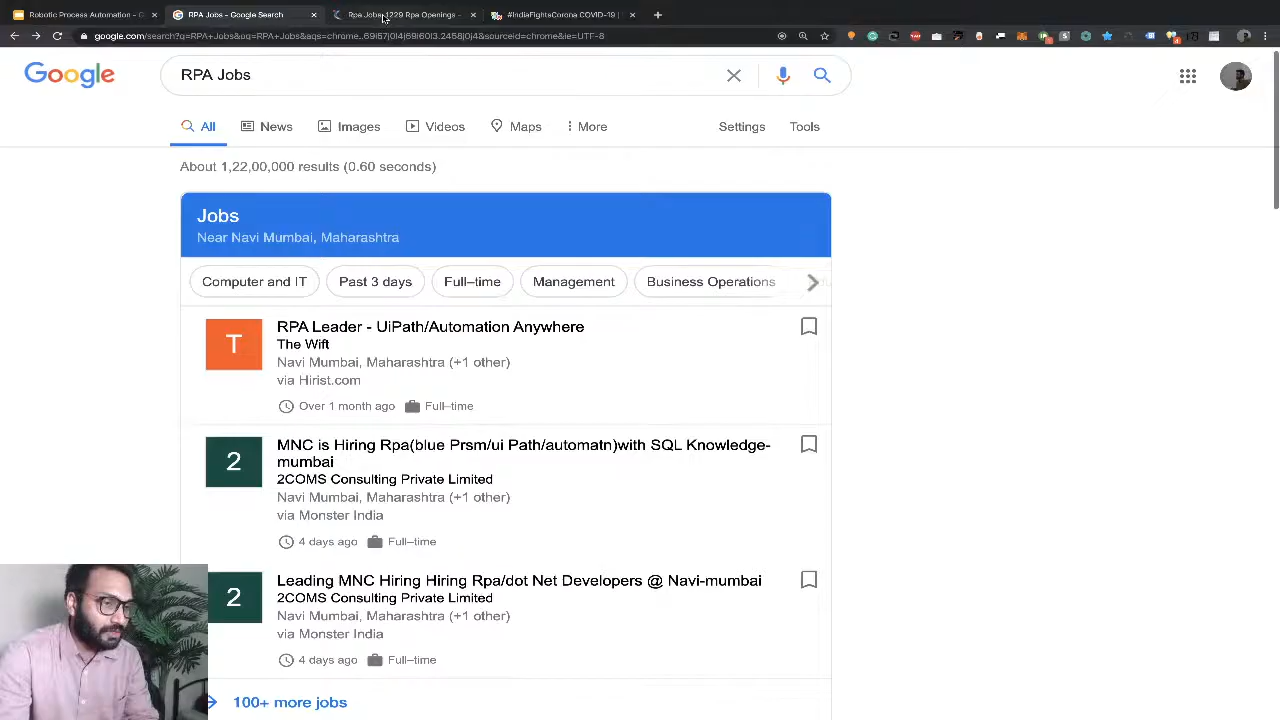 Robotic Process Automation - G
RPA Jobs - Google Search
Rpa Jobs: 1229 Rpa Openings -
#IndiaFightsCorona COVID-19 |
google.com/search?q=RPA+Jobs&oq=RPA+Jobs&aqs=chrome..69i57j0l4j69i60l3.2458j0j4&sourceid=chrome&ie=UTF-8
Google
RPA Jobs
All
News
Images
Videos
Maps
More
Settings
Tools
About 1,22,00,000 results (0.60 seconds)
Jobs
Near Navi Mumbai, Maharashtra
Computer and IT
Past 3 days
Full–time
Management
Business Operations
T
RPA Leader - UiPath/Automation Anywhere
The Wift
Navi Mumbai, Maharashtra (+1 other)
via Hirist.com
Over 1 month ago
Full–time
2
MNC is Hiring Rpa(blue Prsm/ui Path/automatn)with SQL Knowledge-
mumbai
2COMS Consulting Private Limited
Navi Mumbai, Maharashtra (+1 other)
via Monster India
4 days ago
Full–time
2
Leading MNC Hiring Hiring Rpa/dot Net Developers @ Navi-mumbai
2COMS Consulting Private Limited
Navi Mumbai, Maharashtra (+1 other)
via Monster India
4 days ago
Full–time
100+ more jobs